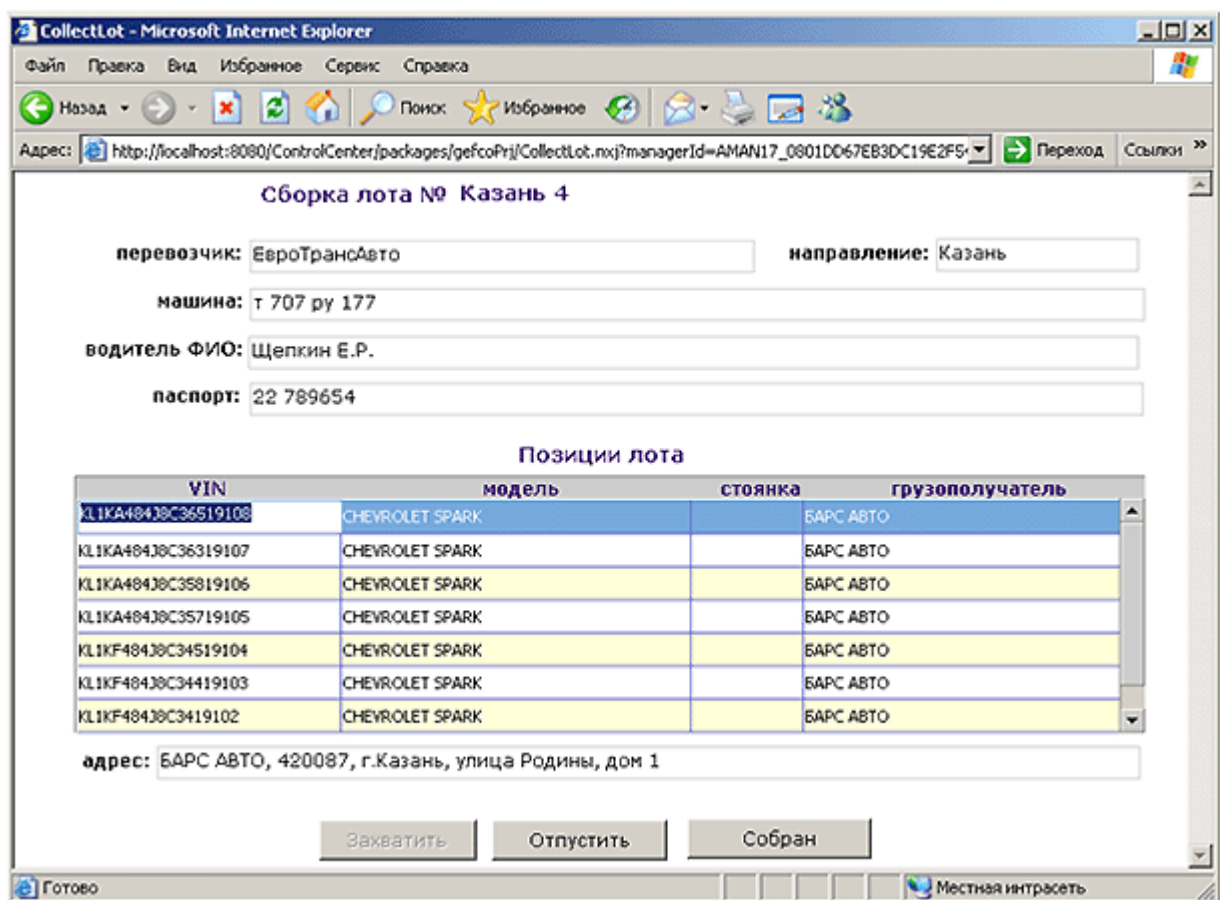 CollectLot - Microsoft Internet Explorer
Файл Правка Вид Избранное Сервис Справка
Назад Поиск Избранное
Адрес: http://localhost:8080/ControlCenter/packages/gefcoPrj/CollectLot.nxj?managerId=AMAN17_0801DD67EB3DC19E2F5 Переход Ссылки »
Сборка лота № Казань 4
перевозчик: ЕвроТрансАвто направление: Казань
машина: т 707 ру 177
водитель ФИО: Щепкин Е.Р.
паспорт: 22 789654
Позиции лота
VIN модель стоянка грузополучатель
KL1KA484J8C36519108 CHEVROLET SPARK БАРС АВТО
KL1KA484J8C36319107 CHEVROLET SPARK БАРС АВТО
KL1KA484J8C35819106 CHEVROLET SPARK БАРС АВТО
KL1KA484J8C35719105 CHEVROLET SPARK БАРС АВТО
KL1KF484J8C34519104 CHEVROLET SPARK БАРС АВТО
KL1KF484J8C34419103 CHEVROLET SPARK БАРС АВТО
KL1KF484J8C3419102 CHEVROLET SPARK БАРС АВТО
адрес: БАРС АВТО, 420087, г.Казань, улица Родины, дом 1
Захватить Отпустить Собран
Готово Местная интрасеть